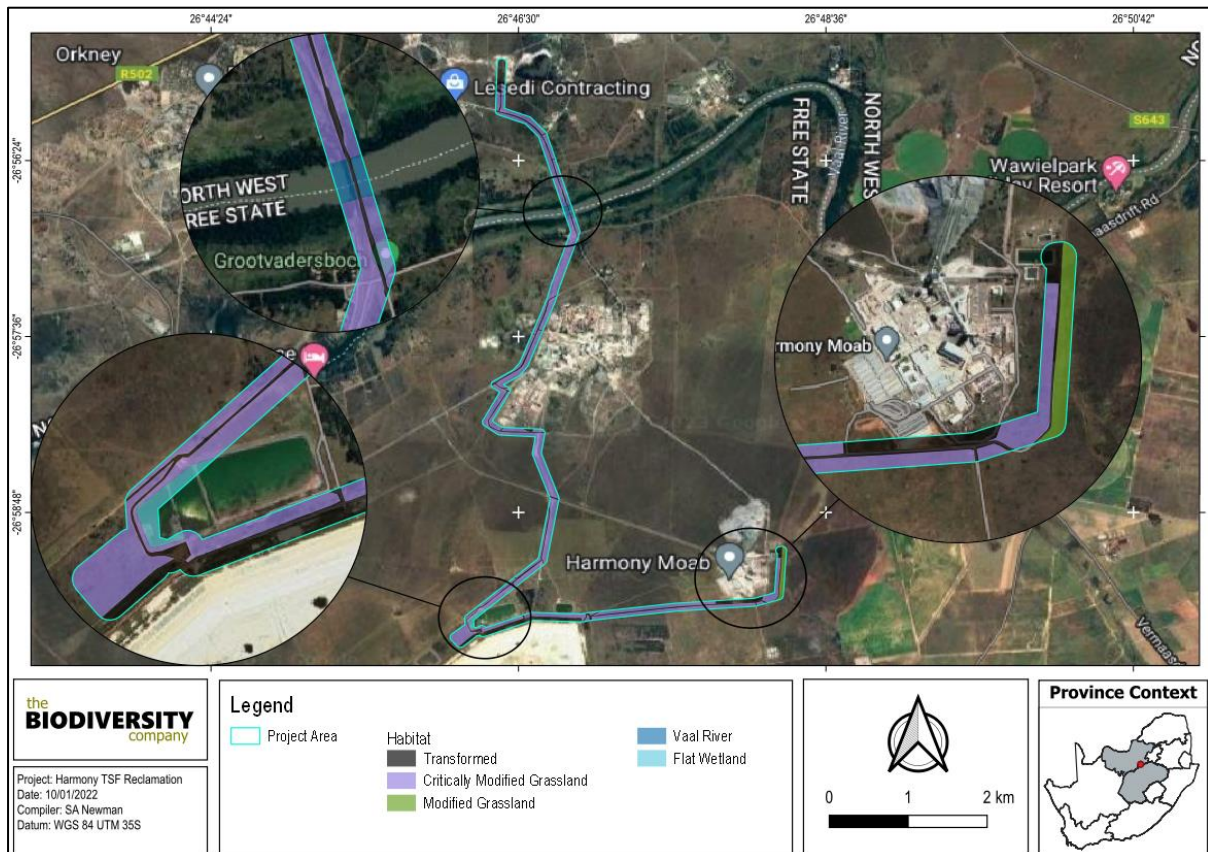 26°44'24"
26°46'30"
26°48'36"
26°50'42"
-26°56'24"
-26°57'36"
-26°58'48"
Orkney
R502
Lesedi Contracting
FREE STATE
NORTH WEST
Vaal River
S643
Wawielpark
Resort
ORTH WEST
REE STATE
Grootvadersboch
rmony Moab
Harmony Moab
the
BIODIVERSITY
company
Project: Harmony TSF Reclamation
Date: 10/01/2022
Compiler: SA Newman
Datum: WGS 84 UTM 35S
Legend
Project Area
Habitat
Transformed
Critically Modified Grassland
Modified Grassland
Vaal River
Flat Wetland
0 1 2 km
Province Context